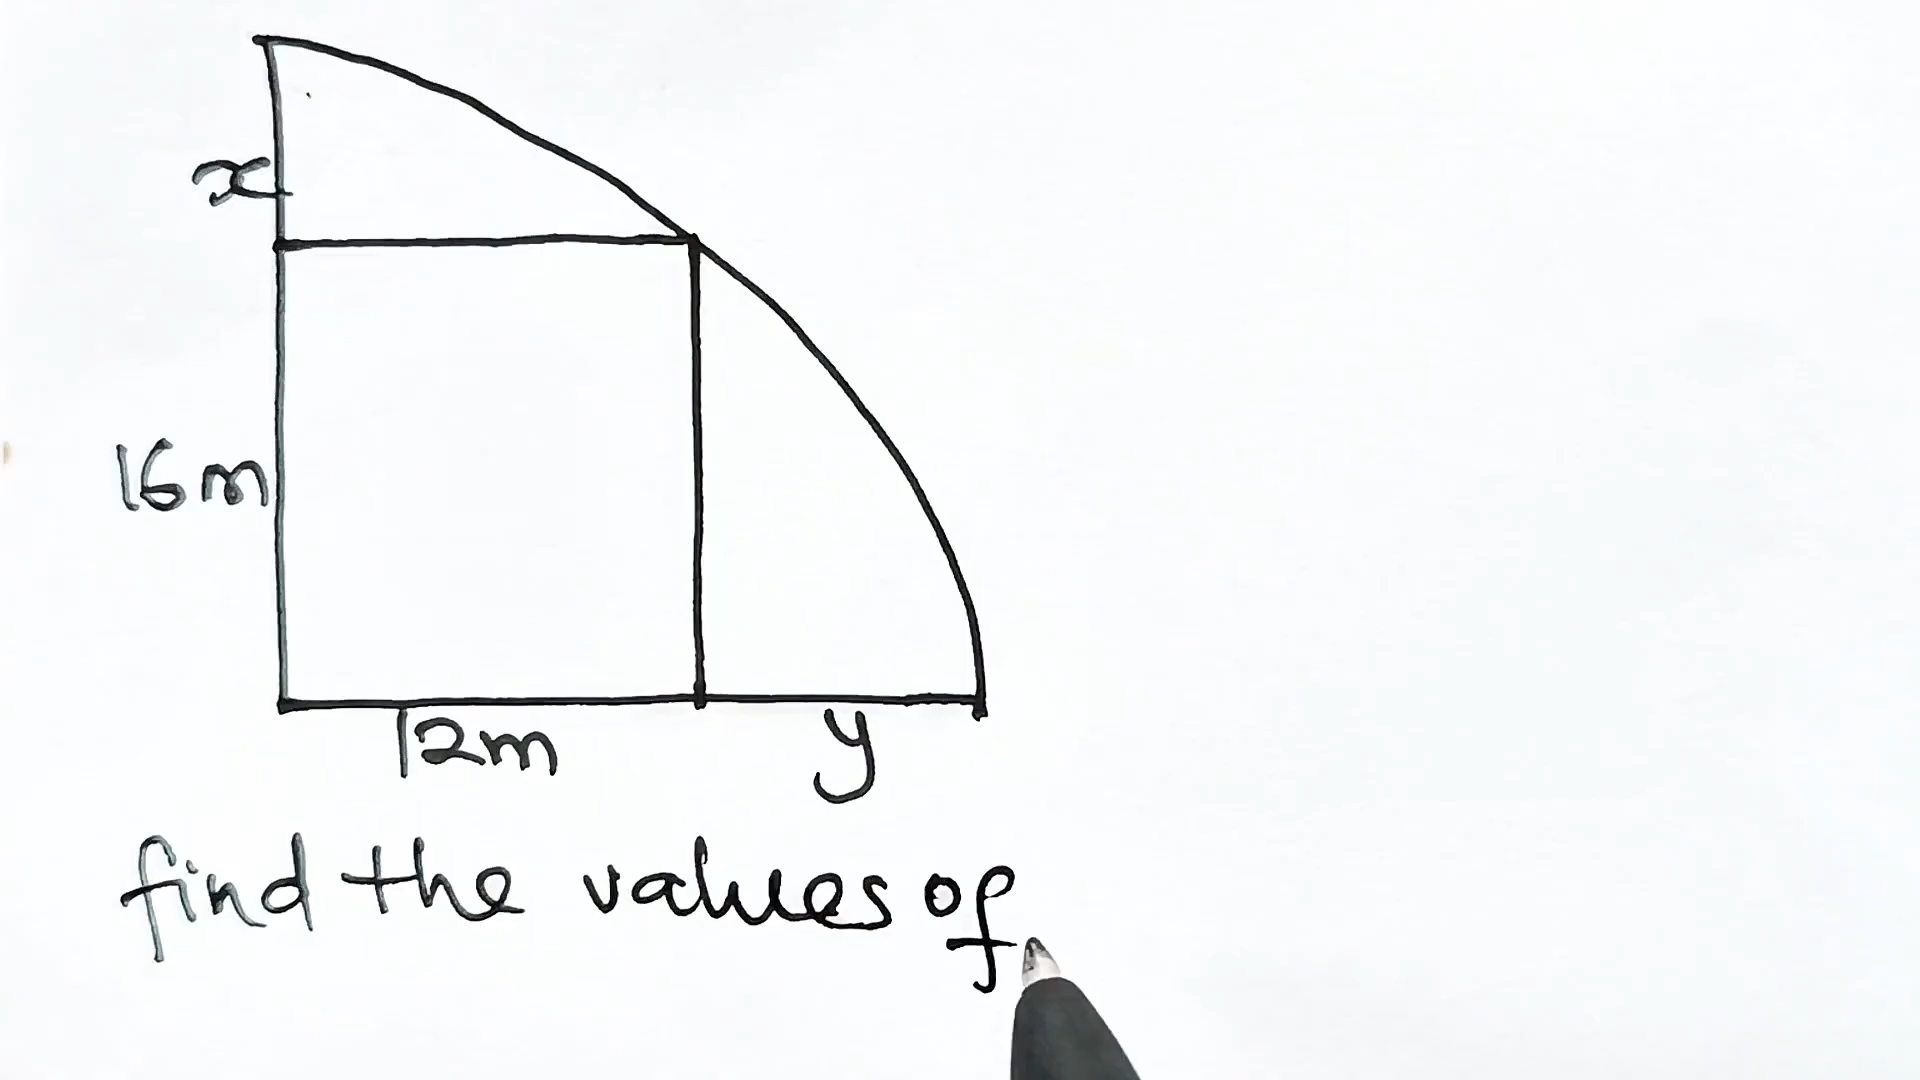 x
16m
12m
y
find the values of